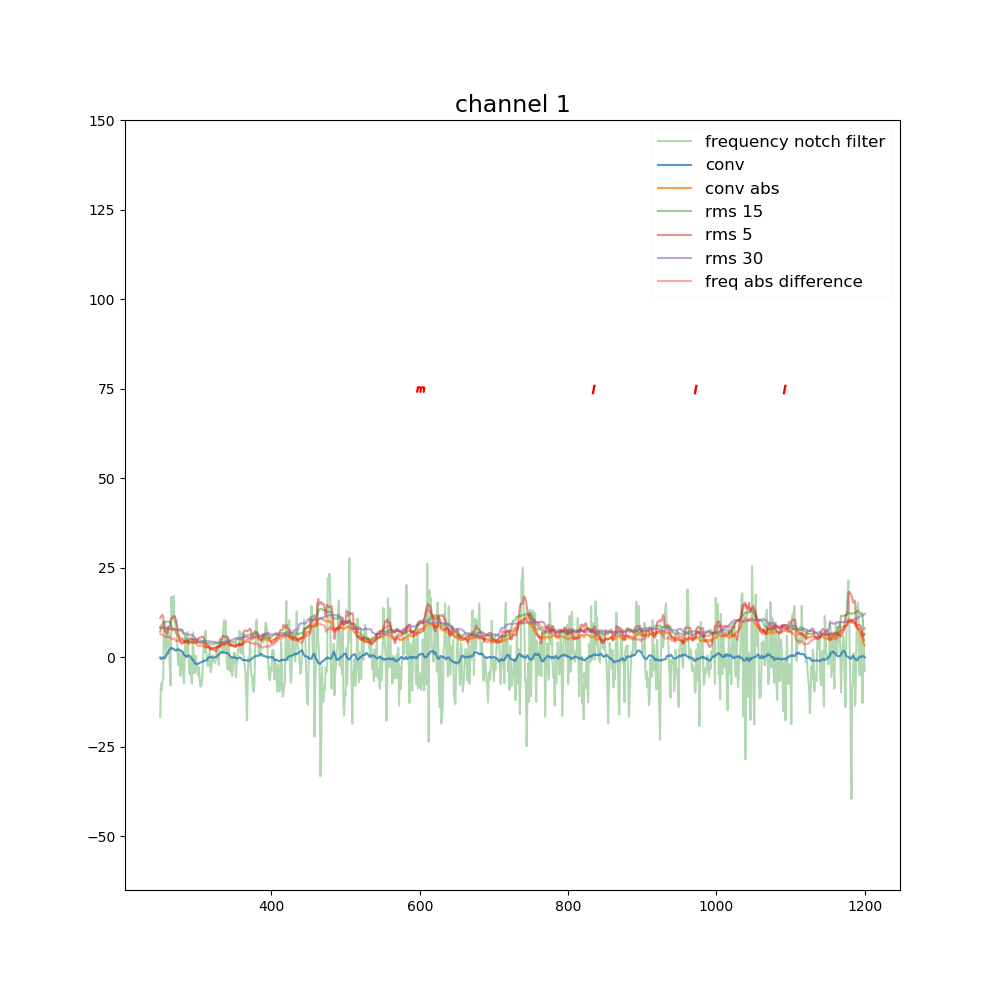 channel 1
150
125
100
75
50
25
0
−25
−50
400 600 800 1000 1200
frequency notch filter
conv
conv abs
rms 15
rms 5
rms 30
freq abs difference
m l l l